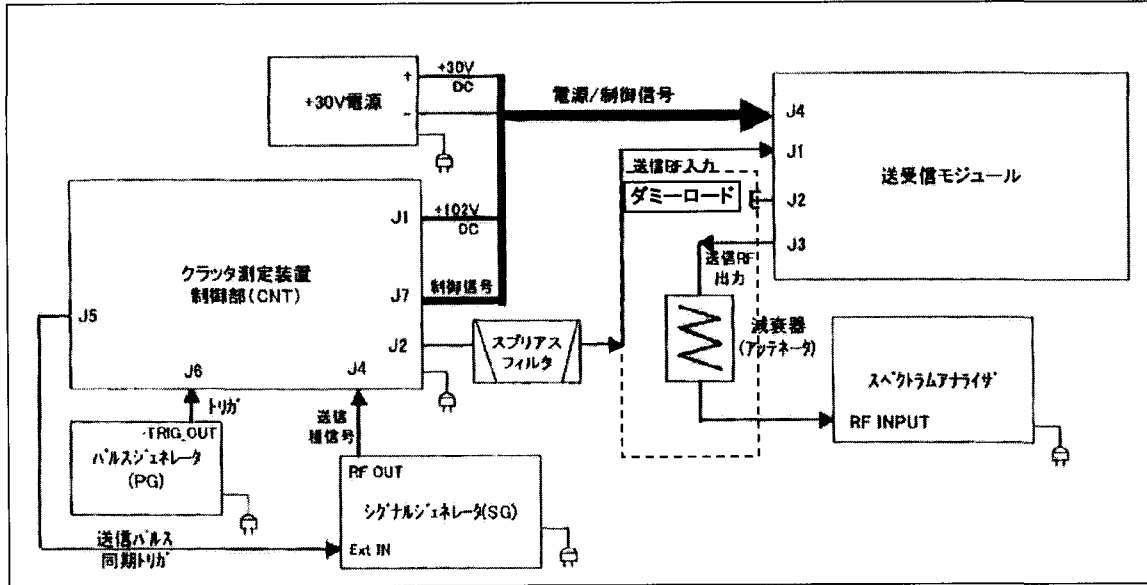 +30V電源
+
-
+30V
DC
電源/制御信号
J4
J1
J2
J3
送受信モジュール
送信RF入力
ダミーロード
送信RF
出力
クラッタ測定装置
制御部(CNT)
J1
+102V
DC
J7
制御信号
J2
J5
J6
J4
スプリアス
フィルタ
減衰器
(アッテネータ)
スペクトラムアナライザ
RF INPUT
トリガ
TRIG_OUT
パルスジェネレータ
(PG)
送信
種信号
RF OUT
シグナルジェネレータ(SG)
Ext IN
送信パルス
同期トリガ